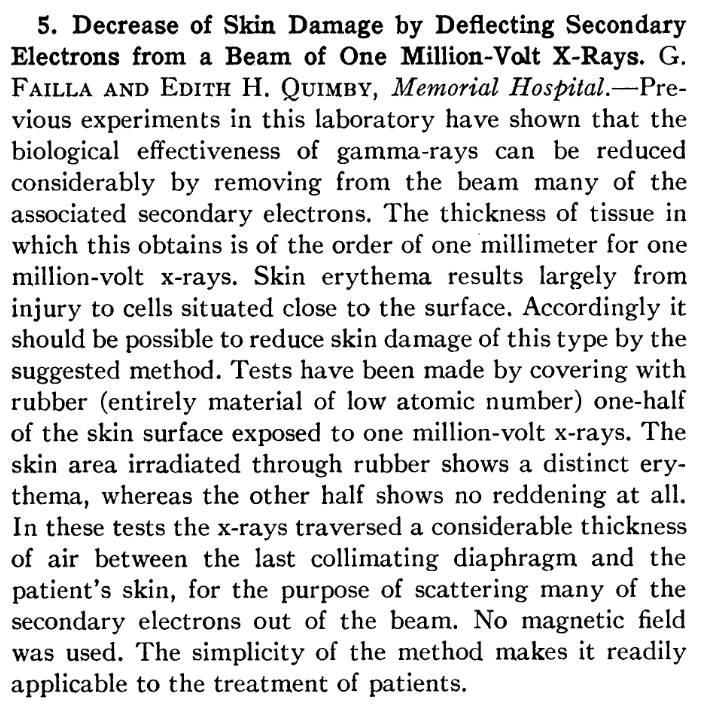 5. Decrease of Skin Damage by Deflecting Secondary
Electrons from a Beam of One Million-Volt X-Rays. G.
FAILLA AND EDITH H. QUIMBY, Memorial Hospital.—Pre-
vious experiments in this laboratory have shown that the
biological effectiveness of gamma-rays can be reduced
considerably by removing from the beam many of the
associated secondary electrons. The thickness of tissue in
which this obtains is of the order of one millimeter for one
million-volt x-rays. Skin erythema results largely from
injury to cells situated close to the surface. Accordingly it
should be possible to reduce skin damage of this type by the
suggested method. Tests have been made by covering with
rubber (entirely material of low atomic number) one-half
of the skin surface exposed to one million-volt x-rays. The
skin area irradiated through rubber shows a distinct ery-
thema, whereas the other half shows no reddening at all.
In these tests the x-rays traversed a considerable thickness
of air between the last collimating diaphragm and the
patient's skin, for the purpose of scattering many of the
secondary electrons out of the beam. No magnetic field
was used. The simplicity of the method makes it readily
applicable to the treatment of patients.